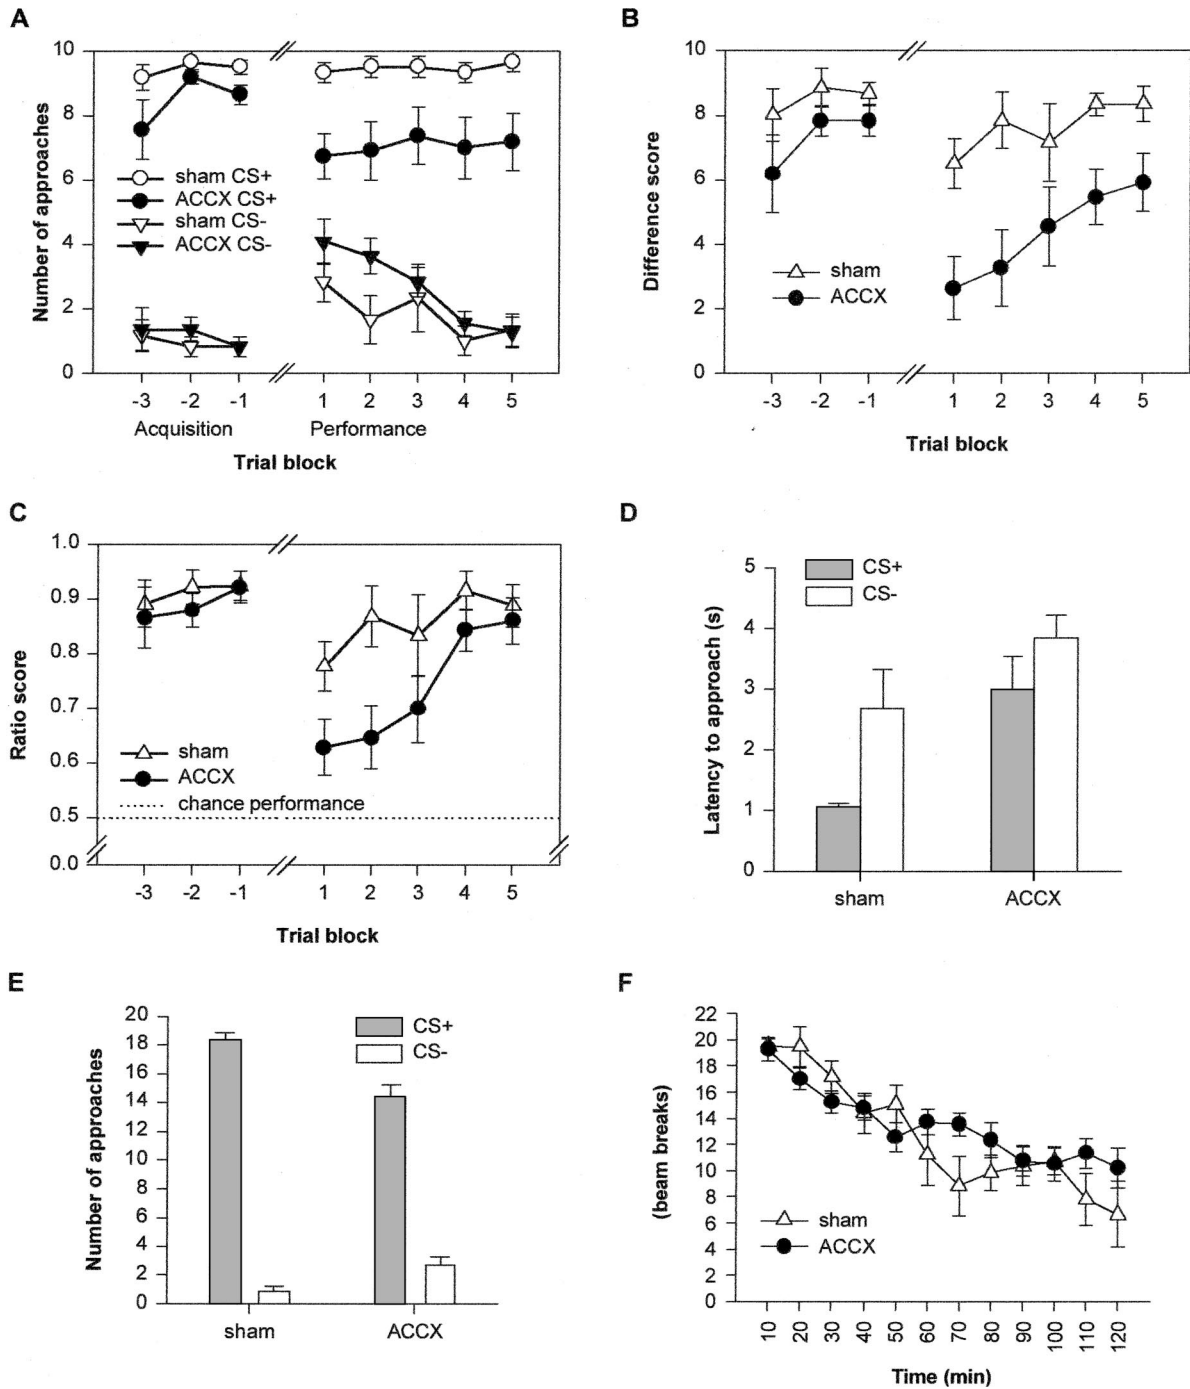 A
10
8
6
4
2
0
Number of approaches
sham CS+
ACCX CS+
sham CS-
ACCX CS-
-3 -2 -1 1 2 3 4 5
Acquisition Performance
Trial block
B
10
8
6
4
2
0
Difference score
sham
ACCX
-3 -2 -1 1 2 3 4 5
Trial block
C
1.0
0.9
0.8
0.7
0.6
0.5
0.0
Ratio score
sham
ACCX
chance performance
-3 -2 -1 1 2 3 4 5
Trial block
D
5
4
3
2
1
0
Latency to approach (s)
CS+
CS-
sham ACCX
E
20
18
16
14
12
10
8
6
4
2
0
Number of approaches
CS+
CS-
sham ACCX
F
22
20
18
16
14
12
10
8
6
4
2
0
(beam breaks)
sham
ACCX
10 20 30 40 50 60 70 80 90 100 110 120
Time (min)